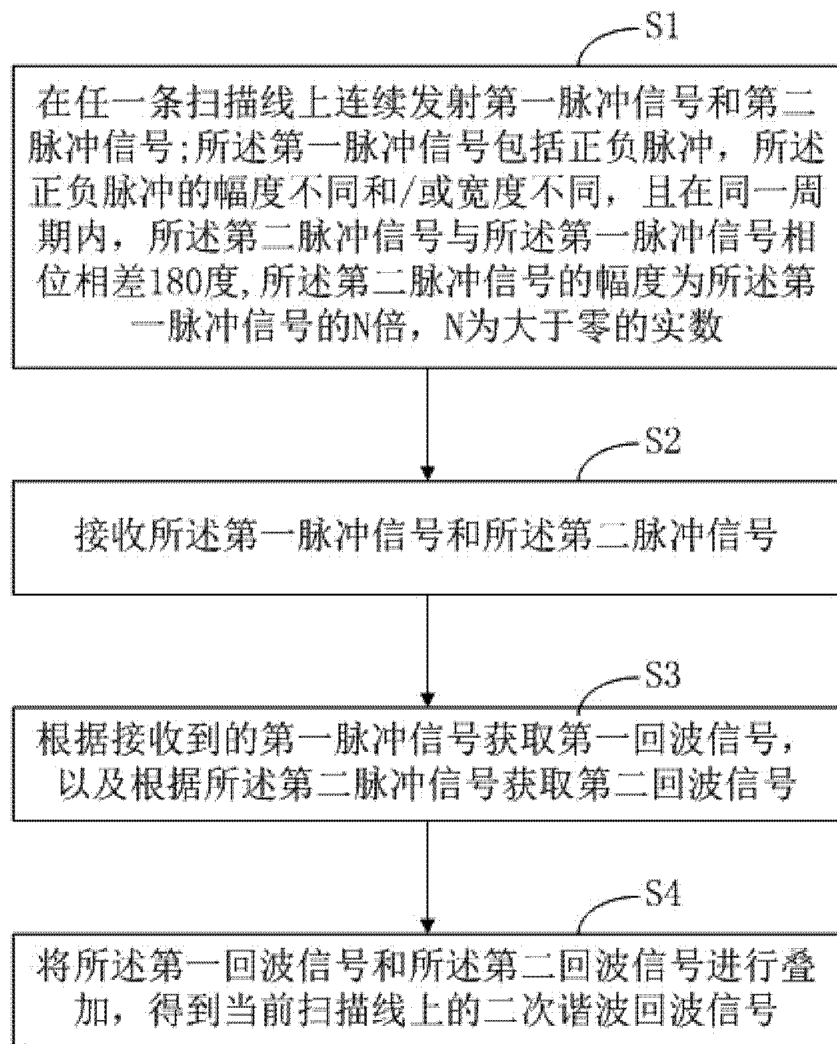 S1
在任一条扫描线上连续发射第一脉冲信号和第二
脉冲信号;所述第一脉冲信号包括正负脉冲，所述
正负脉冲的幅度不同和/或宽度不同，且在同一周
期内，所述第二脉冲信号与所述第一脉冲信号相
位相差180度,所述第二脉冲信号的幅度为所述第
一脉冲信号的N倍，N为大于零的实数
S2
接收所述第一脉冲信号和所述第二脉冲信号
S3
根据接收到的第一脉冲信号获取第一回波信号，
以及根据所述第二脉冲信号获取第二回波信号
S4
将所述第一回波信号和所述第二回波信号进行叠
加，得到当前扫描线上的二次谐波回波信号